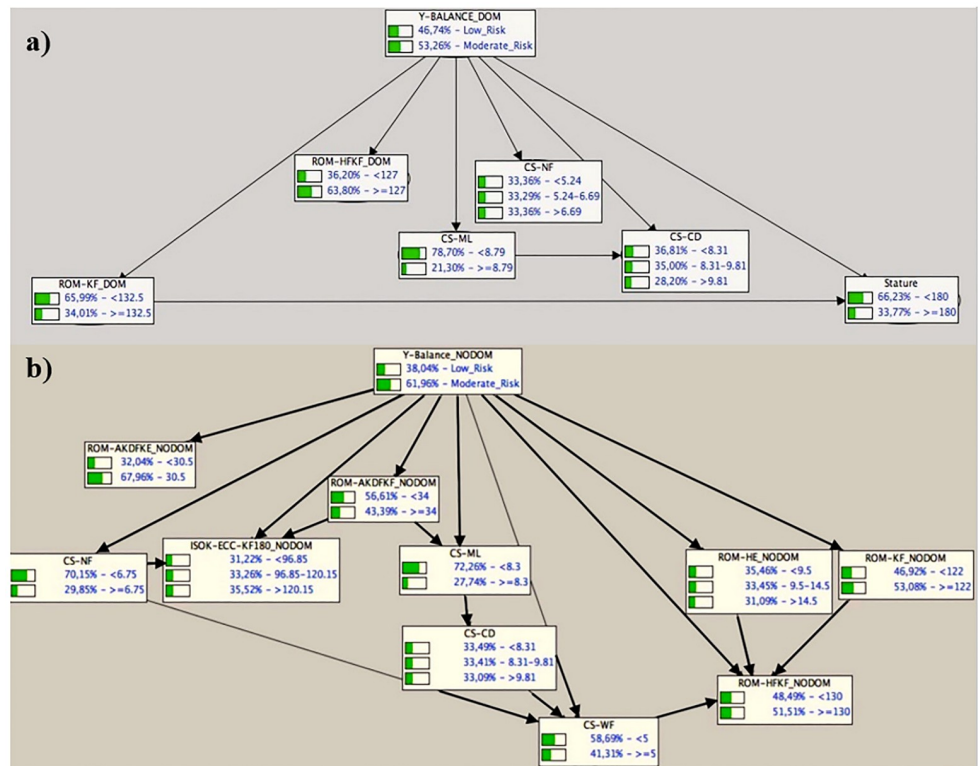 a)
Y-BALANCE_DOM
46,74% - Low_Risk
53,26% - Moderate_Risk
ROM-HFKF_DOM
36,20% - <127
63,80% - >=127
CS-NF
33,36% - <5.24
33,29% - 5.24-6.69
33,36% - >6.69
CS-ML
78,70% - <8.79
21,30% - >=8.79
CS-CD
36,81% - <8.31
35,00% - 8.31-9.81
28,20% - >9.81
ROM-KF_DOM
65,99% - <132.5
34,01% - >=132.5
Stature
66,23% - <180
33,77% - >=180
b)
Y-Balance_NODOM
38,04% - Low_Risk
61,96% - Moderate_Risk
ROM-AKDFKE_NODOM
32,04% - <30.5
67,96% - 30.5
ROM-AKDFKF_NODOM
56,61% - <34
43,39% - >=34
CS-NF
70,15% - <6.75
29,85% - >=6.75
ISOK-ECC-KF180_NODOM
31,22% - <96.85
33,26% - 96.85-120.15
35,52% - >120.15
CS-ML
72,26% - <8.3
27,74% - >=8.3
ROM-HE_NODOM
35,46% - <9.5
33,45% - 9.5-14.5
31,09% - >14.5
ROM-KF_NODOM
46,92% - <122
53,08% - >=122
CS-CD
33,49% - <8.31
33,41% - 8.31-9.81
33,09% - >9.81
ROM-HFKF_NODOM
48,49% - <130
51,51% - >=130
CS-WF
58,69% - <5
41,31% - >=5